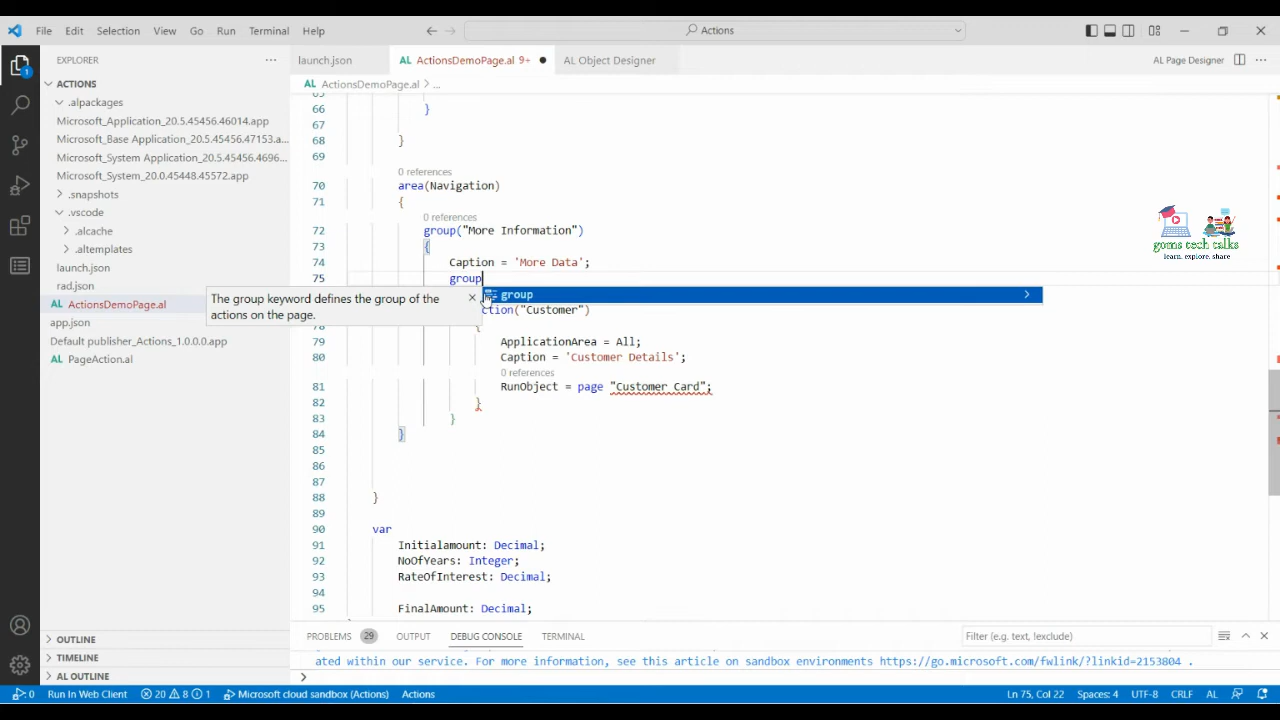 File Edit Selection View Go Run Terminal Help
Actions
EXPLORER
ACTIONS
.alpackages
Microsoft_Application_20.5.45456.46014.app
Microsoft_Base Application_20.5.45456.47153.a...
Microsoft_System Application_20.5.45456.4696...
Microsoft_System_20.0.45448.45572.app
.snapshots
.vscode
.alcache
.altemplates
launch.json
rad.json
AL ActionsDemoPage.al
app.json
Default publisher_Actions_1.0.0.0.app
AL PageAction.al
OUTLINE
TIMELINE
AL OUTLINE
launch.json AL ActionsDemoPage.al 9+ AL Object Designer
AL Page Designer
AL ActionsDemoPage.al > ...
66 }
67
68 }
69
0 references
70 area(Navigation)
71 {
0 references
72 group("More Information")
73 {
74 Caption = 'More Data';
75 group
group
The group keyword defines the group of the
actions on the page.
ction("Customer")
78 {
79 ApplicationArea = All;
80 Caption = 'Customer Details';
0 references
81 RunObject = page "Customer Card";
82 }
83 }
84 }
85
86
87
88 }
89
90 var
91 Initialamount: Decimal;
92 NoOfYears: Integer;
93 RateOfInterest: Decimal;
94
95 FinalAmount: Decimal;
goms tech talks
learn. explore. share.
PROBLEMS 29 OUTPUT DEBUG CONSOLE TERMINAL
Filter (e.g. text, !exclude)
ated within our service. For more information, see this article on sandbox environments https://go.microsoft.com/fwlink/?linkid=2153804 .
0 Run In Web Client 20 8 1 Microsoft cloud sandbox (Actions) Actions
Ln 75, Col 22 Spaces: 4 UTF-8 CRLF AL